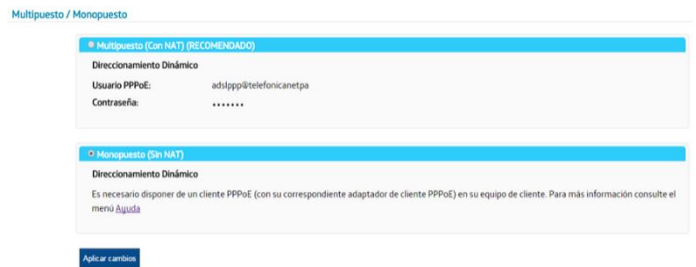 Multipuesto / Monopuesto
Multipuesto (Con NAT) (RECOMENDADO)
Direccionamiento Dinámico
Usuario PPPoE: adslppp@telefonicanetpa
Contraseña: •••••••
Monopuesto (Sin NAT)
Direccionamiento Dinámico
Es necesario disponer de un cliente PPPoE (con su correspondiente adaptador de cliente PPPoE) en su equipo de cliente. Para más información consulte el
menú Ayuda
Aplicar cambios